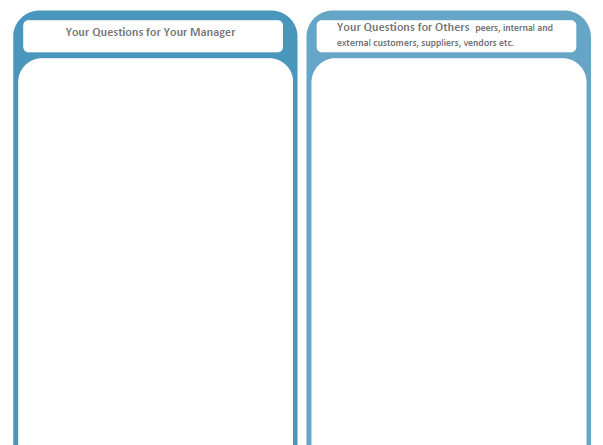 Your Questions for Your Manager
Your Questions for Others peers, internal and
external customers, suppliers, vendors etc.